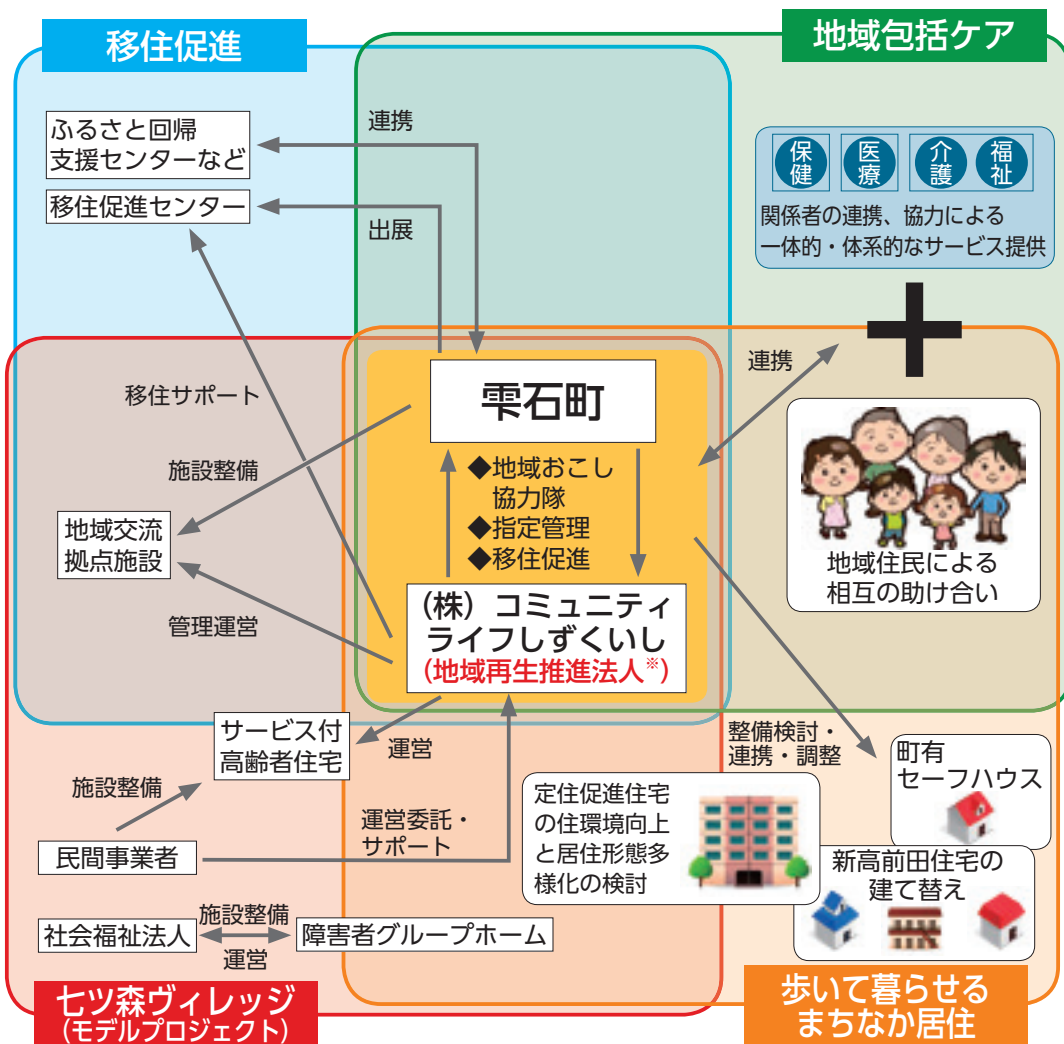 移住促進
地域包括ケア
ふるさと回帰
支援センターなど
連携
移住促進センター
出展
保健
医療
介護
福祉
関係者の連携、協力による
一体的・体系的なサービス提供
連携
雫石町
移住サポート
◆地域おこし
協力隊
◆指定管理
◆移住促進
施設整備
地域交流
拠点施設
管理運営
地域住民による
相互の助け合い
(株)コミュニティ
ライフしずくいし
(地域再生推進法人※)
サービス付
高齢者住宅
運営
整備検討・
連携・調整
町有
セーフハウス
施設整備
運営委託・
サポート
定住促進住宅
の住環境向上
と居住形態多
様化の検討
民間事業者
新高前田住宅の
建て替え
社会福祉法人
施設整備
運営
障害者グループホーム
七ツ森ヴィレッジ
(モデルプロジェクト)
歩いて暮らせる
まちなか居住